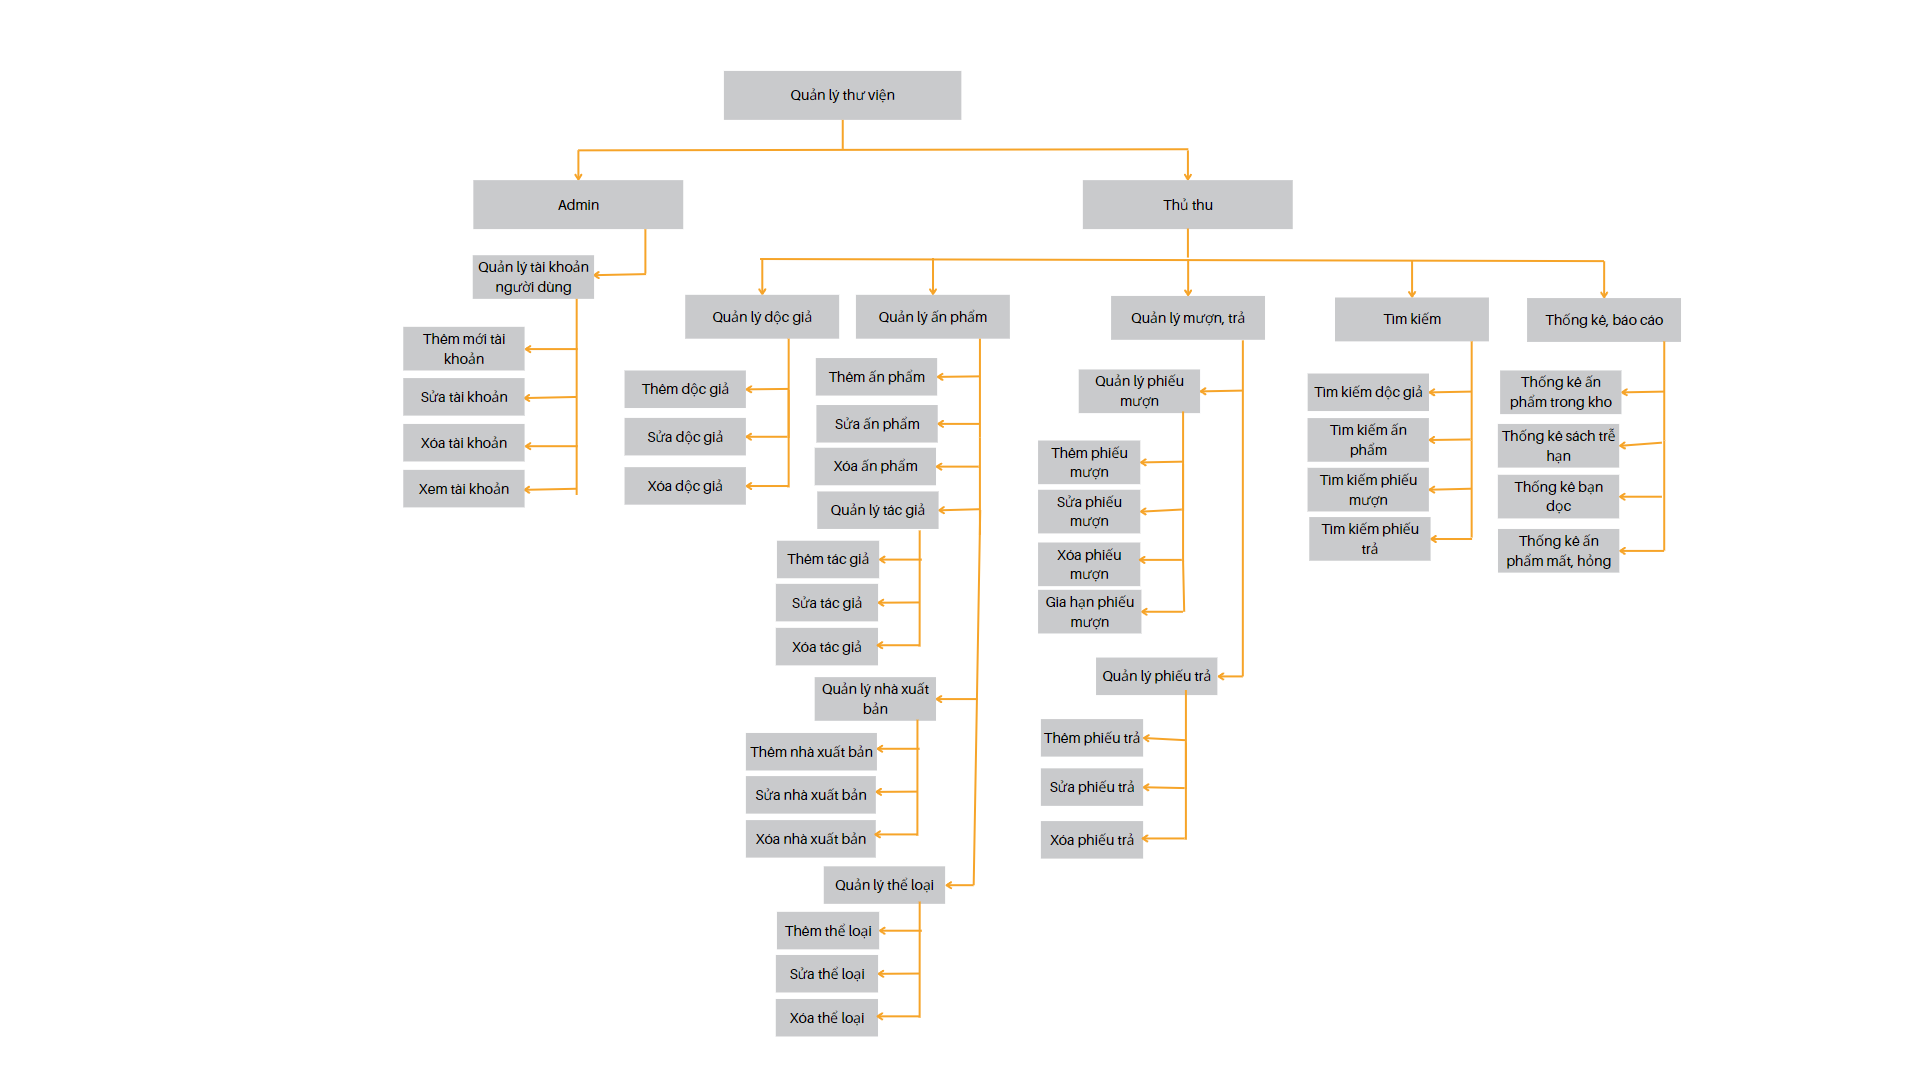 Quản lý thư viện
Admin
Thủ thu
Quản lý tài khoản
người dùng
Thêm mới tài
khoản
Sửa tài khoản
Xóa tài khoản
Xem tài khoản
Quản lý dộc giả
Thêm dộc giả
Sửa dộc giả
Xóa dộc giả
Quản lý ấn phẩm
Thêm ấn phẩm
Sửa ấn phẩm
Xóa ấn phẩm
Quản lý tác giả
Thêm tác giả
Sửa tác giả
Xóa tác giả
Quản lý nhà xuất
bản
Thêm nhà xuất bản
Sửa nhà xuất bản
Xóa nhà xuất bản
Quản lý thể loại
Thêm thể loại
Sửa thể loại
Xóa thể loại
Quản lý mượn, trả
Quản lý phiếu
mượn
Thêm phiếu
mượn
Sửa phiếu
mượn
Xóa phiếu
mượn
Gia hạn phiếu
mượn
Quản lý phiếu trả
Thêm phiếu trả
Sửa phiếu trả
Xóa phiếu trả
Tìm kiếm
Tìm kiếm dộc giả
Tìm kiếm ấn
phẩm
Tìm kiếm phiếu
mượn
Tìm kiếm phiếu
trả
Thống kê, báo cáo
Thống kê ấn
phẩm trong kho
Thống kê sách trễ
hạn
Thống kê bạn
dọc
Thống kê ấn
phẩm mất, hỏng